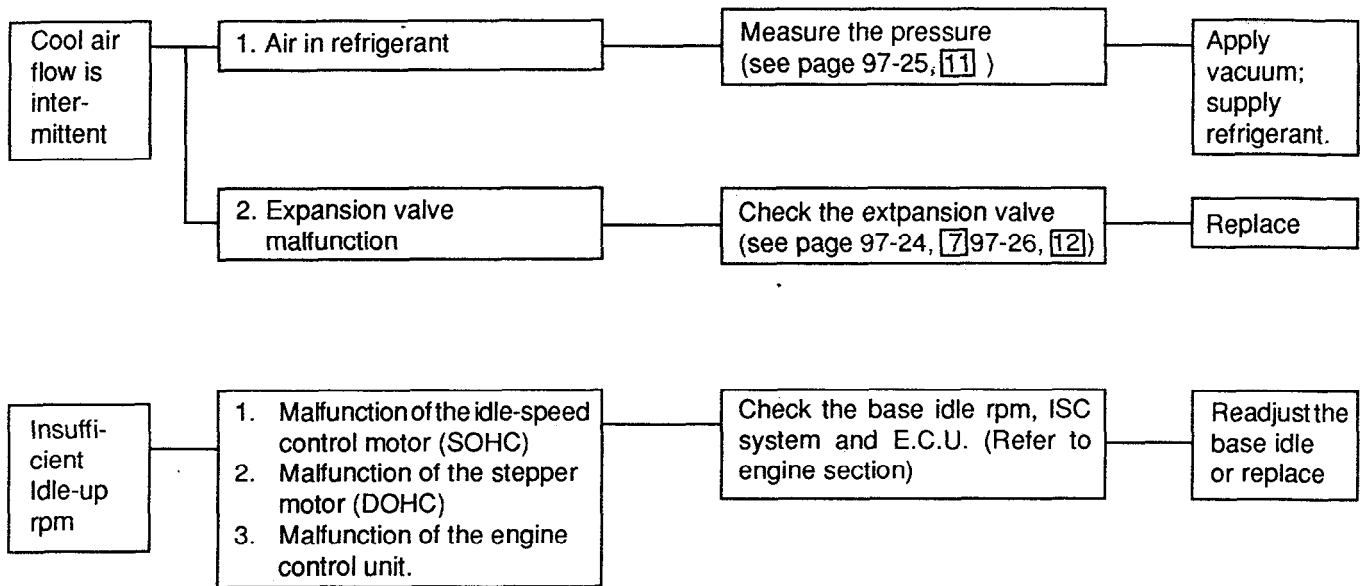 Cool air
flow is
inter-
mittent
1. Air in refrigerant
Measure the pressure
(see page 97-25, 11 )
Apply
vacuum;
supply
refrigerant.
2. Expansion valve
malfunction
Check the extpansion valve
(see page 97-24, 7 97-26, 12)
Replace
Insuffi-
cient
Idle-up
rpm
1. Malfunction of the idle-speed
control motor (SOHC)
2. Malfunction of the stepper
motor (DOHC)
3. Malfunction of the engine
control unit.
Check the base idle rpm, ISC
system and E.C.U. (Refer to
engine section)
Readjust the
base idle
or replace